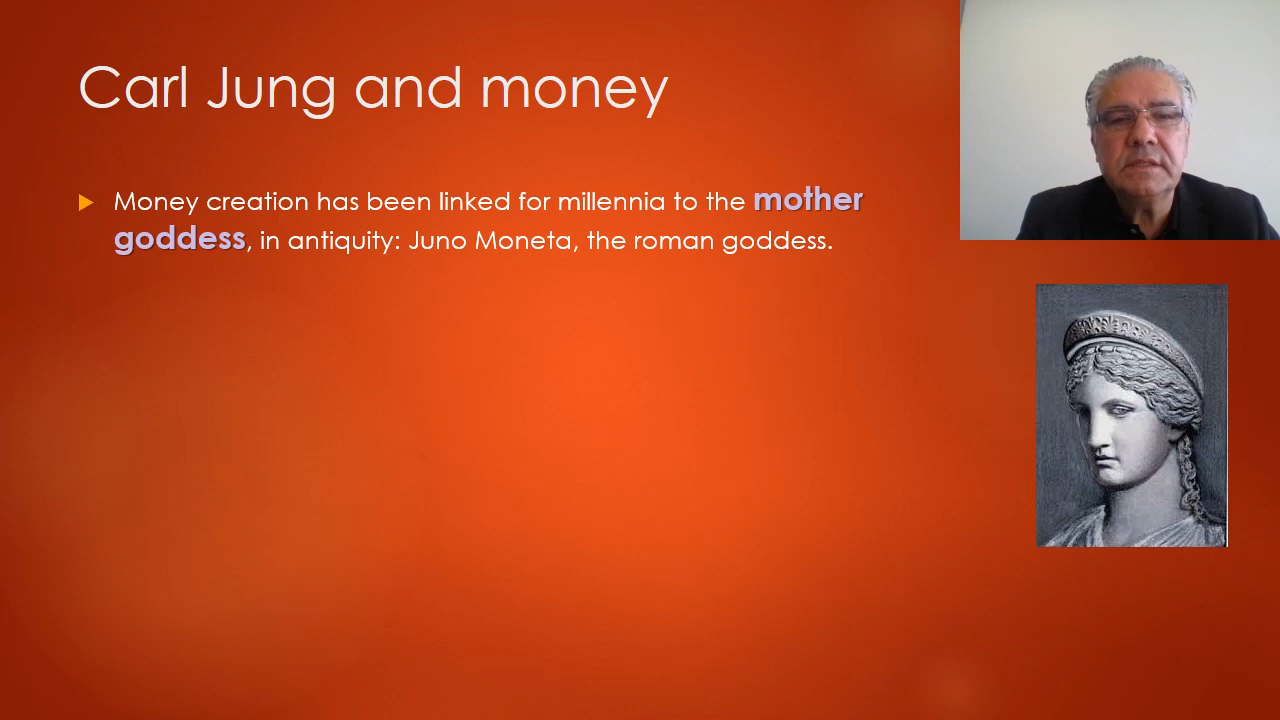 Carl Jung and money
Money creation has been linked for millennia to the mother
goddess, in antiquity: Juno Moneta, the roman goddess.